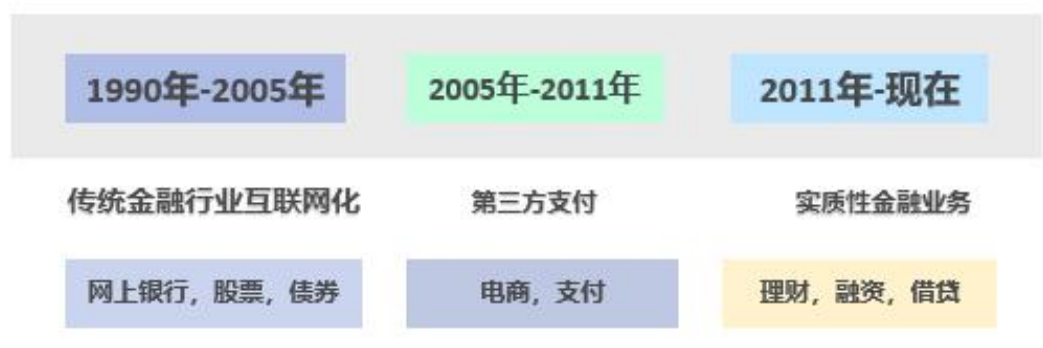 1990年-2005年
2005年-2011年
2011年-现在
传统金融行业互联网化
第三方支付
实质性金融业务
网上银行，股票，债券
电商，支付
理财，融资，借贷